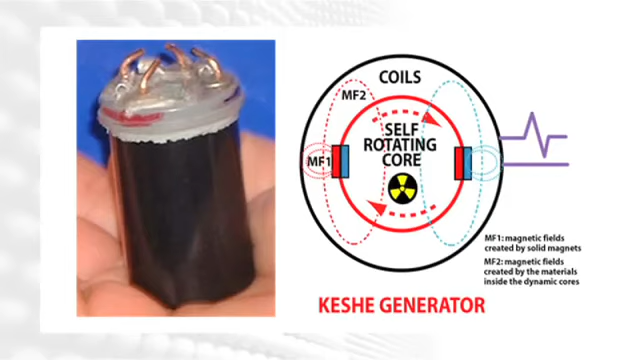 COILS
MF2
SELF
ROTATING
CORE
MF1
MF1: magnetic fields
created by solid magnets
MF2: magnetic fields
created by the materials
inside the dynamic cores
KESHE GENERATOR